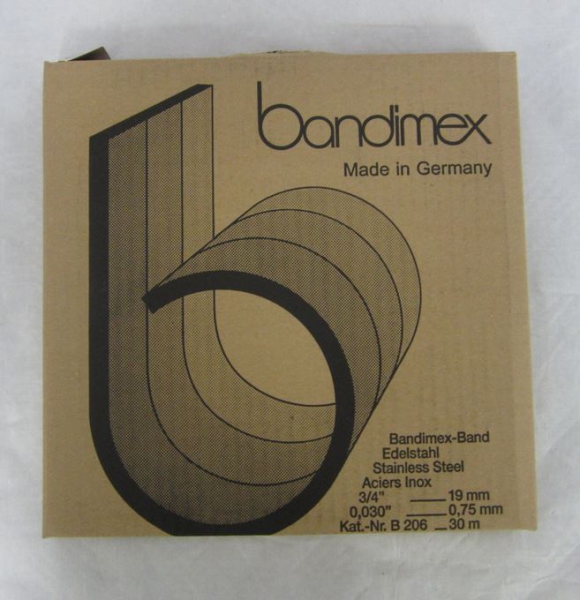 bandimex
Made in Germany
Bandimex-Band
Edelstahl
Stainless Steel
Aciers Inox
3/4" 19 mm
0,030" 0,75 mm
Kat.-Nr. B 206 30 m